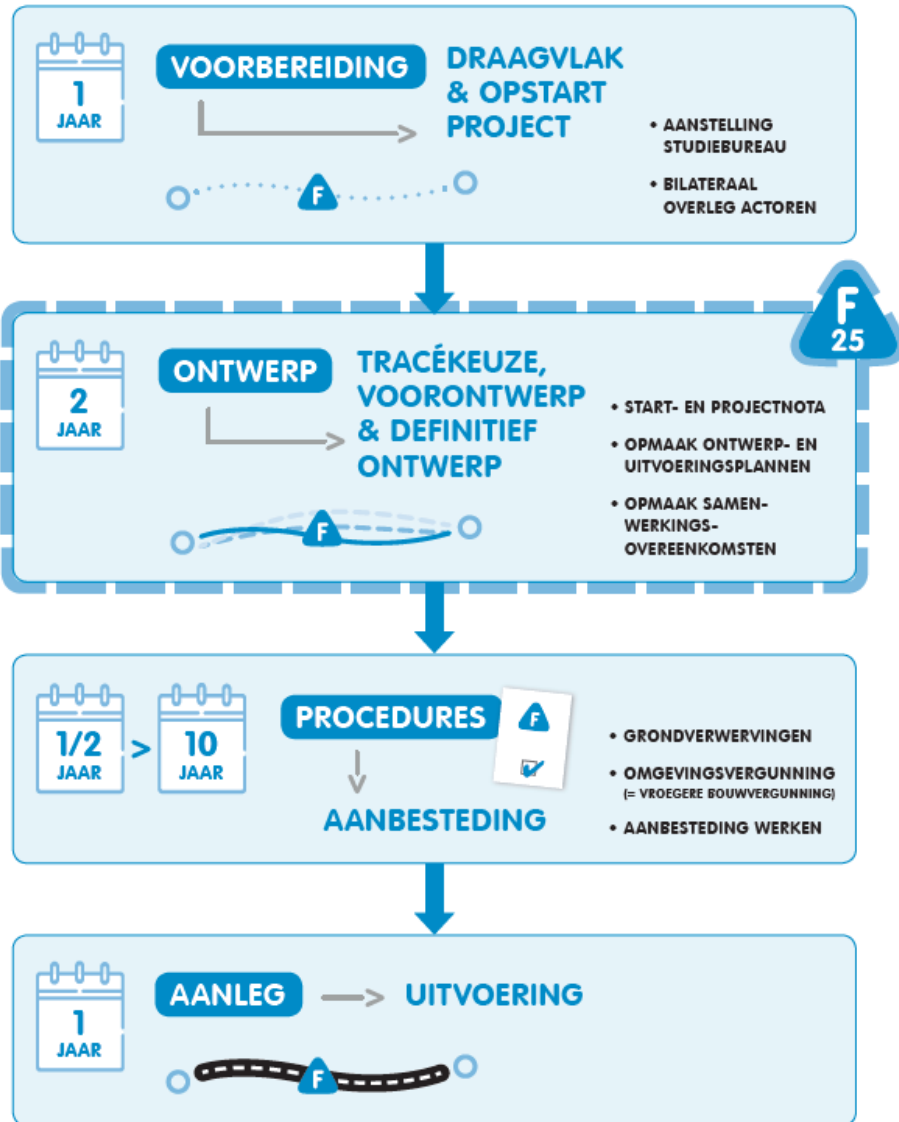 1
JAAR
VOORBEREIDING
DRAAGVLAK
& OPSTART
PROJECT
• AANSTELLING
STUDIEBUREAU
• BILATERAAL
OVERLEG ACTOREN
F
F
25
2
JAAR
ONTWERP
TRACÉKEUZE,
VOORONTWERP
& DEFINITIEF
ONTWERP
• START- EN PROJECTNOTA
• OPMAAK ONTWERP- EN
UITVOERINGSPLANNEN
• OPMAAK SAMEN-
WERKINGS-
OVEREENKOMSTEN
F
1/2
JAAR
>
10
JAAR
PROCEDURES
F
AANBESTEDING
• GRONDVERWERVINGEN
• OMGEVINGSVERGUNNING
(= VROEGERE BOUWVERGUNNING)
• AANBESTEDING WERKEN
1
JAAR
AANLEG
UITVOERING
F